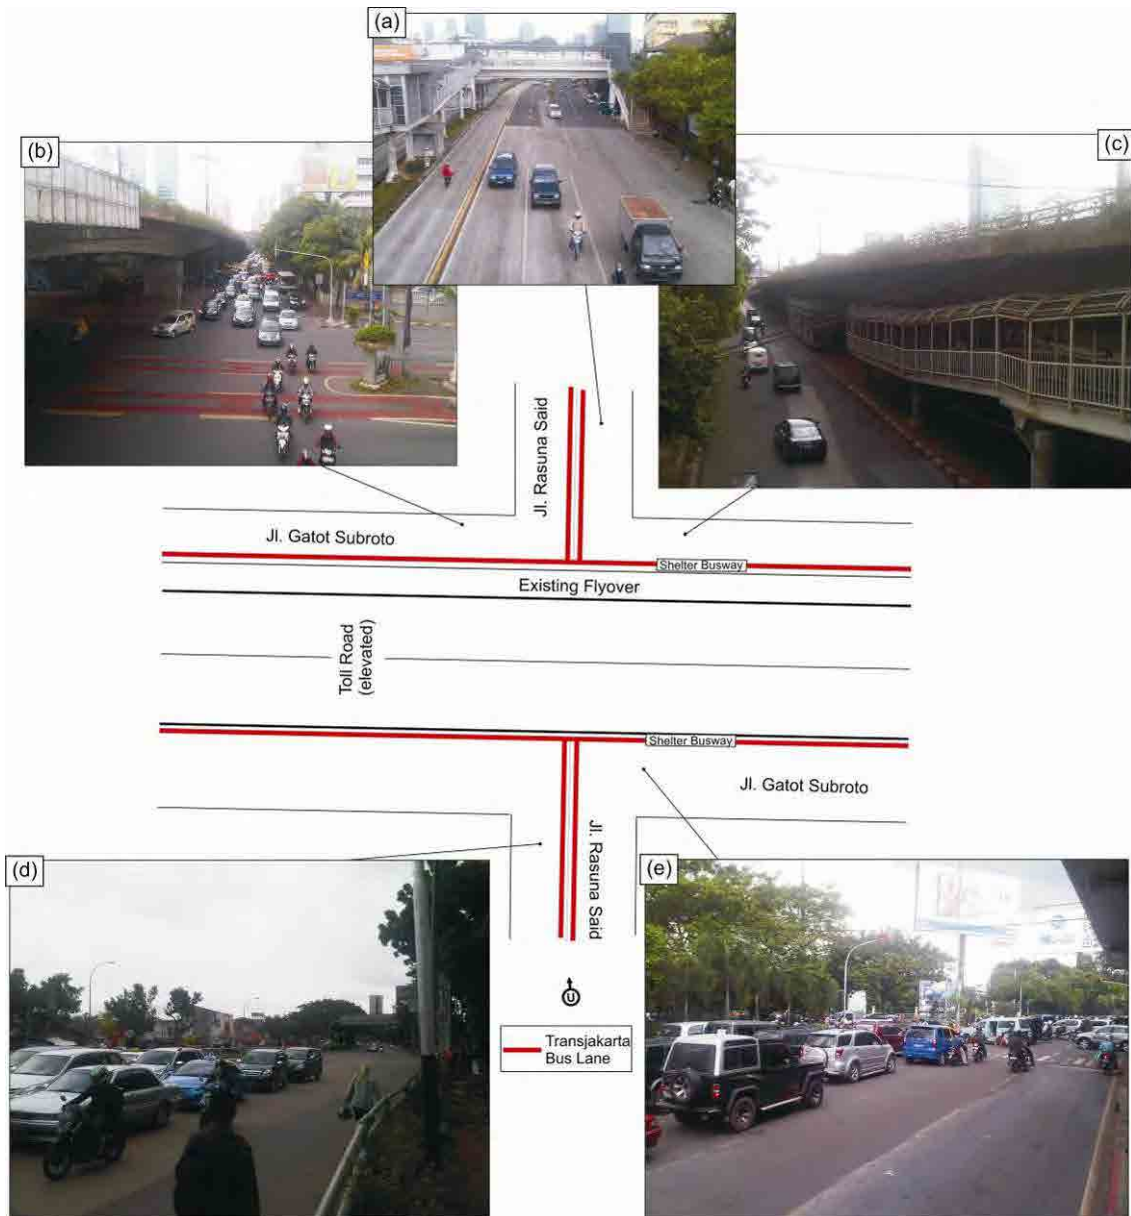 (a)
(b)
(c)
Jl. Rasuna Said
Jl. Gatot Subroto
Shelter Busway
Existing Flyover
Toll Road
(elevated)
Shelter Busway
Jl. Gatot Subroto
Jl. Rasuna Said
(d)
(e)
U
Transjakarta
Bus Lane